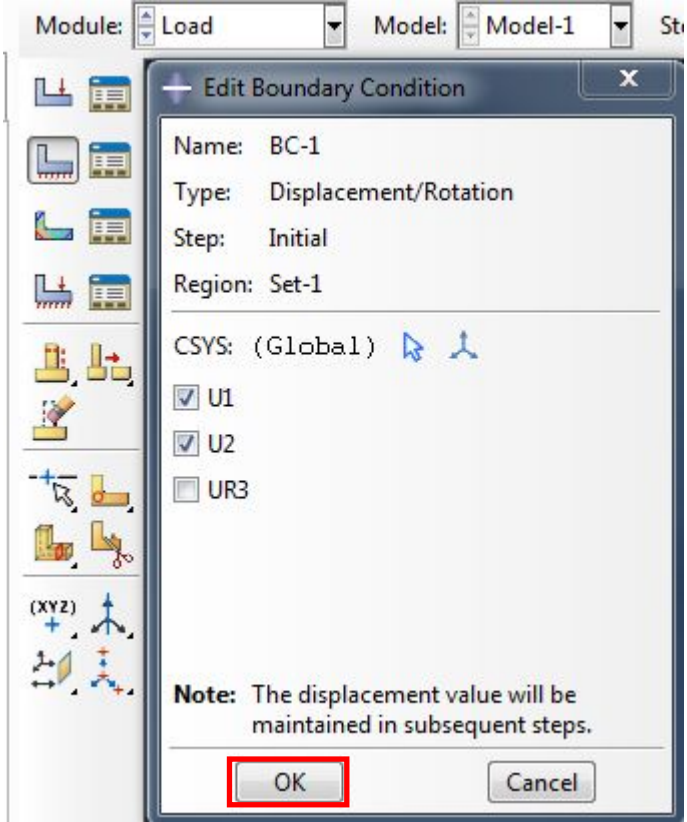 Module: Load Model: Model-1 Ste
Edit Boundary Condition X
Name: BC-1
Type: Displacement/Rotation
Step: Initial
Region: Set-1
CSYS: (Global)
U1
U2
UR3
(XYZ)
Note: The displacement value will be
maintained in subsequent steps.
OK Cancel